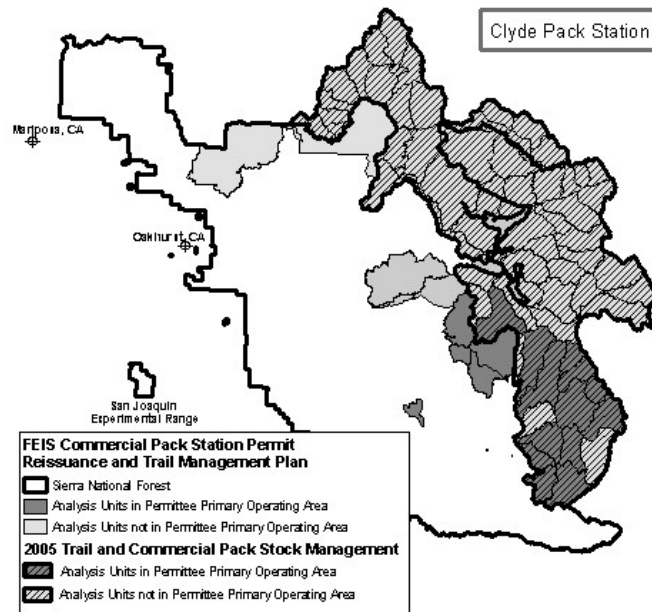 Clyde Pack Station
Mariposa, CA
Oakhurst, CA
San Joaquin
Experimental Range
FEIS Commercial Pack Station Permit
Reissuance and Trail Management Plan
Sierra National Forest
Analysis Units in Permittee Primary Operating Area
Analysis Units not in Permittee Primary Operating Area
2005 Trail and Commercial Pack Stock Management
Analysis Units in Permittee Primary Operating Area
Analysis Units not in Permittee Primary Operating Area